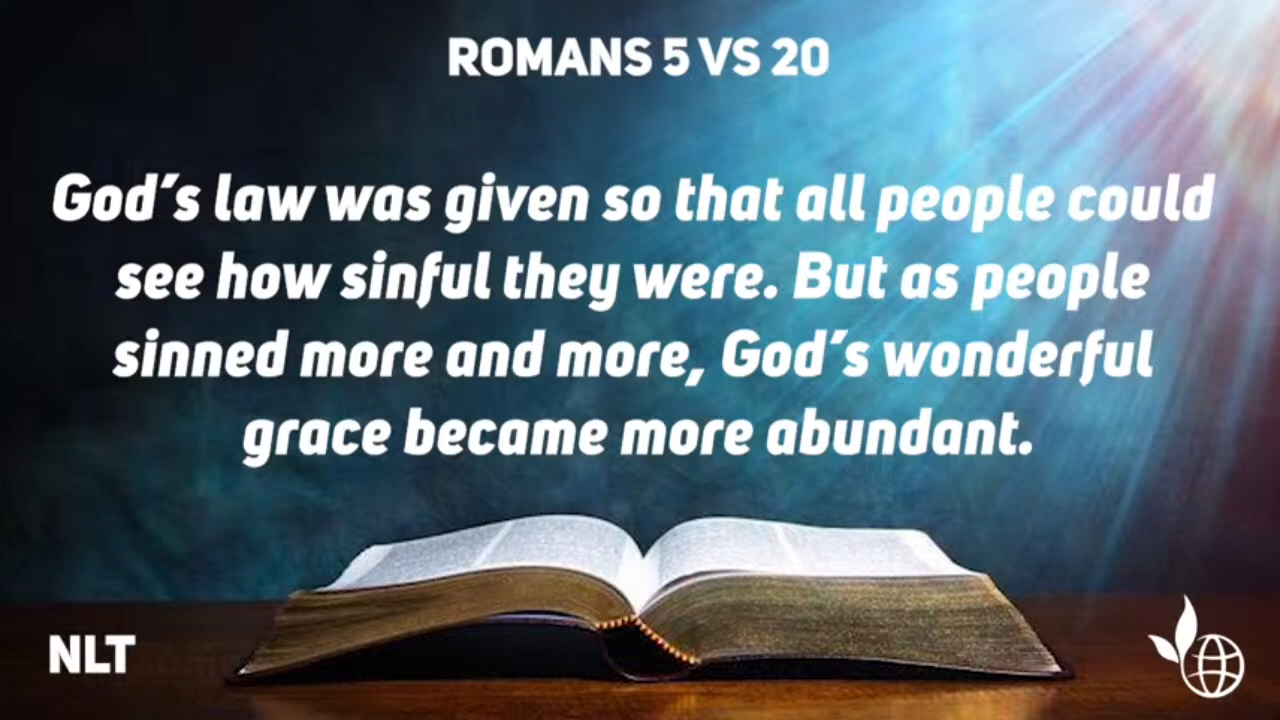 ROMANS 5 VS 20
God's law was given so that all people could
see how sinful they were. But as people
sinned more and more, God's wonderful
grace became more abundant.
NLT